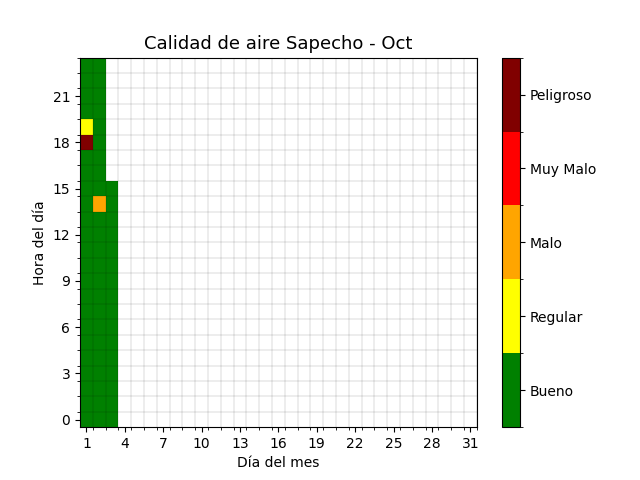 Calidad de aire Sapecho - Oct
Hora del día
21
18
15
12
9
6
3
0
1 4 7 10 13 16 19 22 25 28 31
Día del mes
Peligroso
Muy Malo
Malo
Regular
Bueno